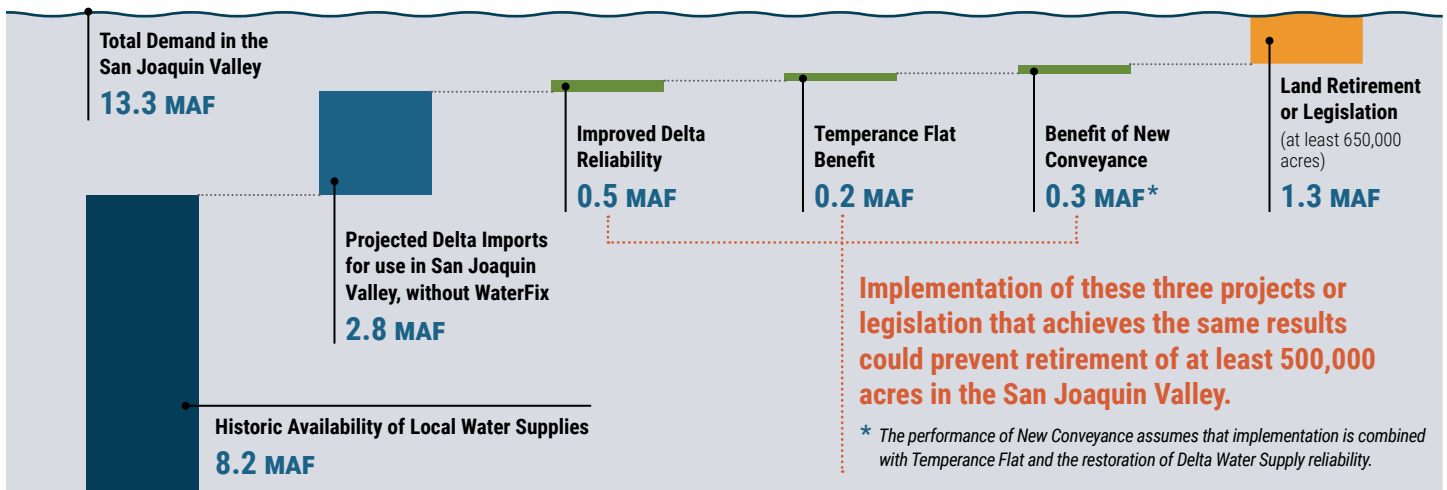 Total Demand in the
San Joaquin Valley
13.3 MAF
Projected Delta Imports
for use in San Joaquin
Valley, without WaterFix
2.8 MAF
Historic Availability of Local Water Supplies
8.2 MAF
Improved Delta
Reliability
0.5 MAF
Temperance Flat
Benefit
0.2 MAF
Benefit of New
Conveyance
0.3 MAF*
Land Retirement
or Legislation
(at least 650,000
acres)
1.3 MAF
Implementation of these three projects or
legislation that achieves the same results
could prevent retirement of at least 500,000
acres in the San Joaquin Valley.
* The performance of New Conveyance assumes that implementation is combined
with Temperance Flat and the restoration of Delta Water Supply reliability.